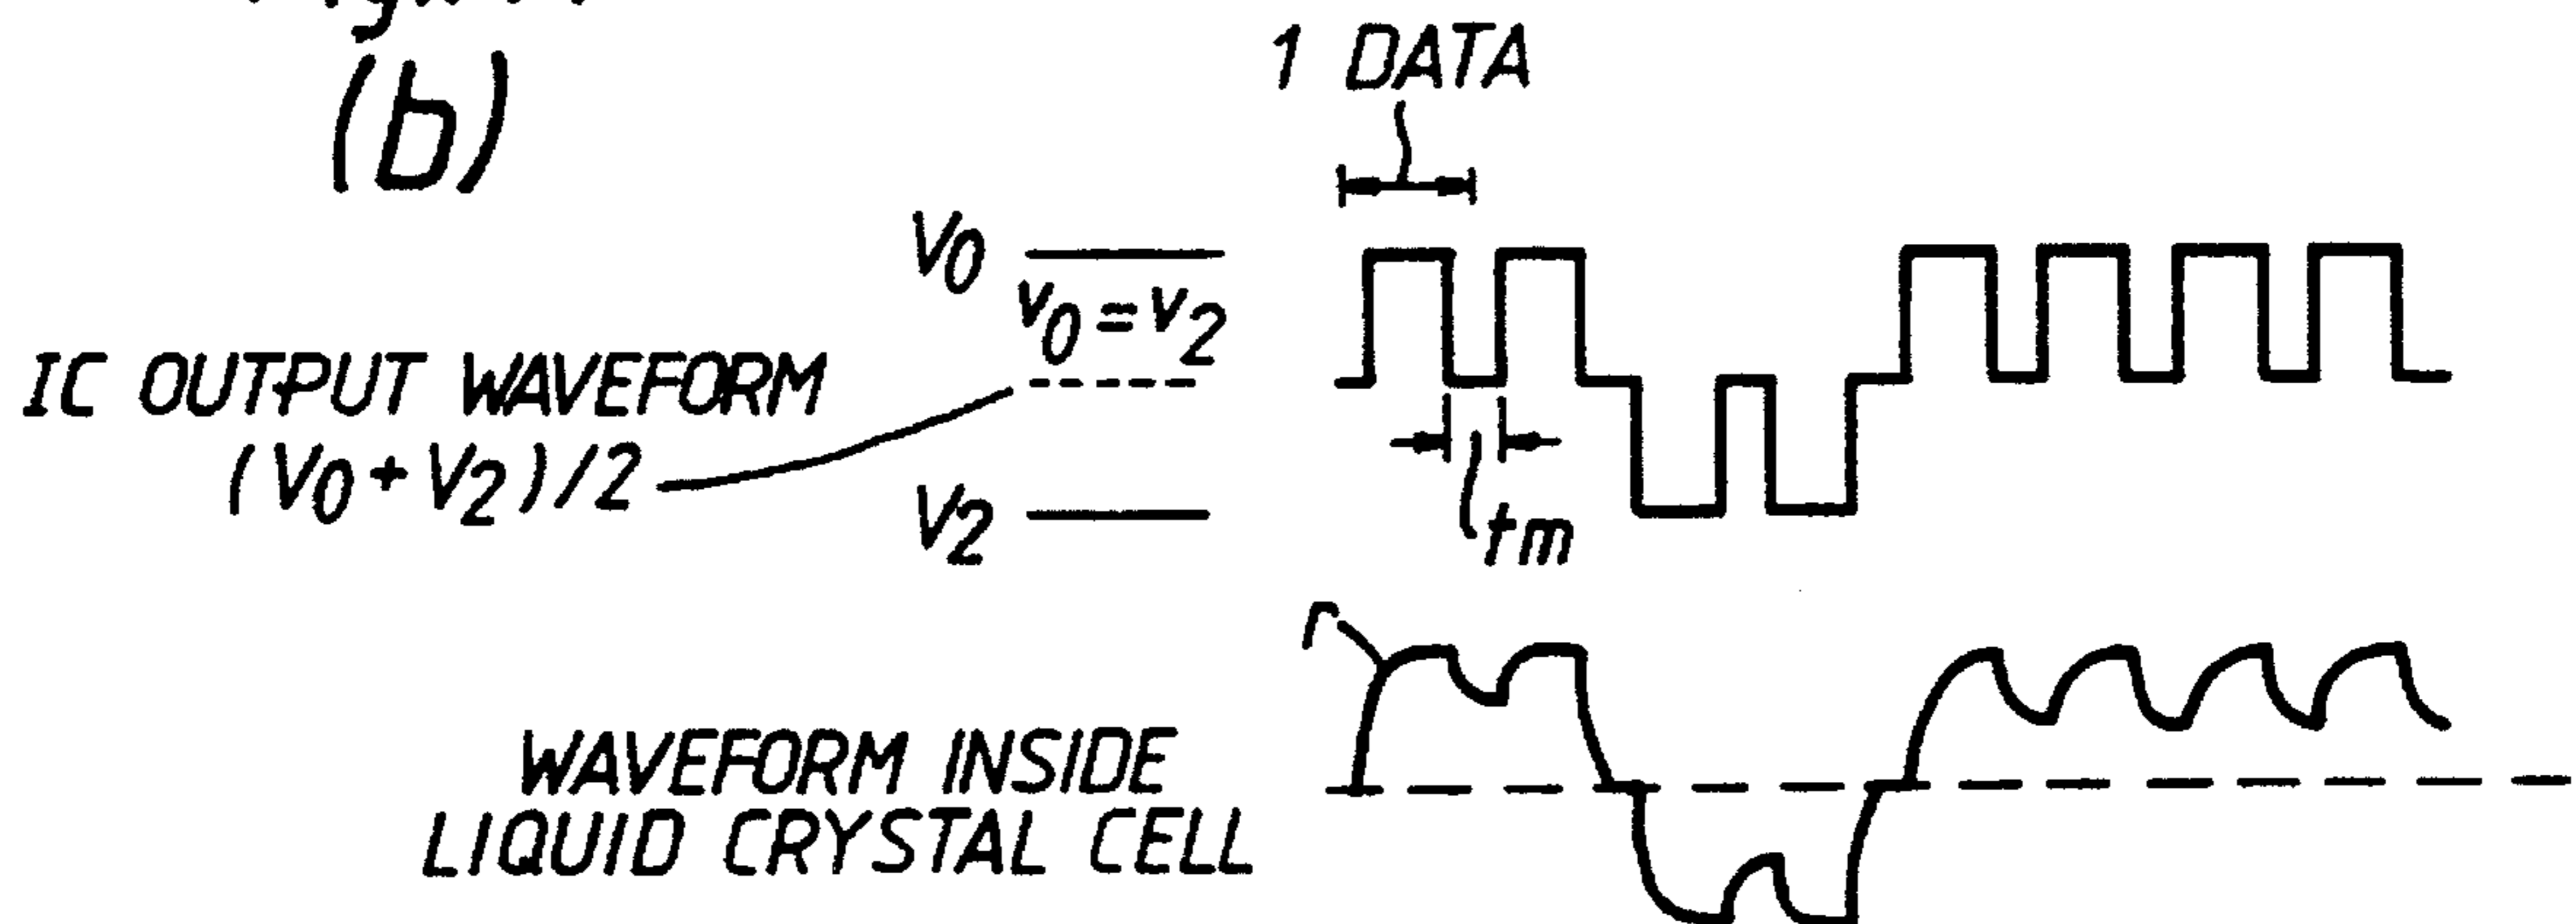 (b)
1 DATA
V0
v0=v2
IC OUTPUT WAVEFORM
(V0+V2)/2
V2
tm
r
WAVEFORM INSIDE
LIQUID CRYSTAL CELL